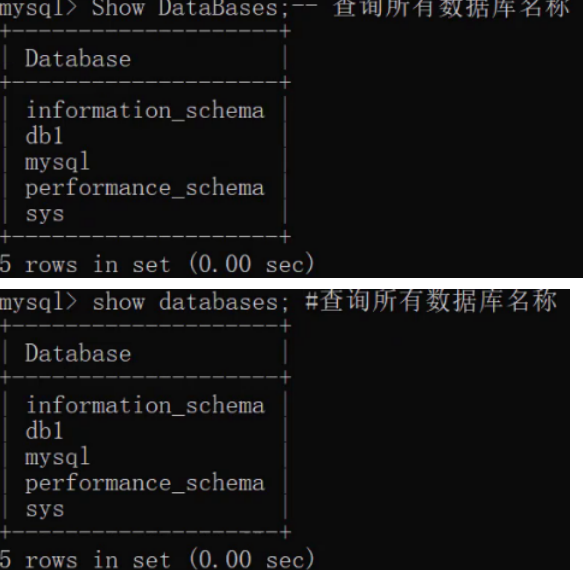 mysql> Show DataBases;-- 查询所有数据库名称
+--------------------+
| Database           |
+--------------------+
| information_schema |
| db1                |
| mysql              |
| performance_schema |
| sys                |
+--------------------+
5 rows in set (0.00 sec)
mysql> show databases; #查询所有数据库名称
+--------------------+
| Database           |
+--------------------+
| information_schema |
| db1                |
| mysql              |
| performance_schema |
| sys                |
+--------------------+
5 rows in set (0.00 sec)